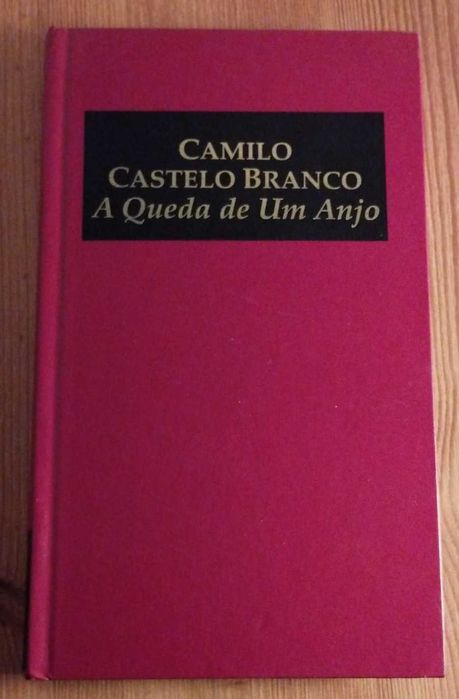 CAMILO
CASTELO BRANCO
A Queda de Um Anjo